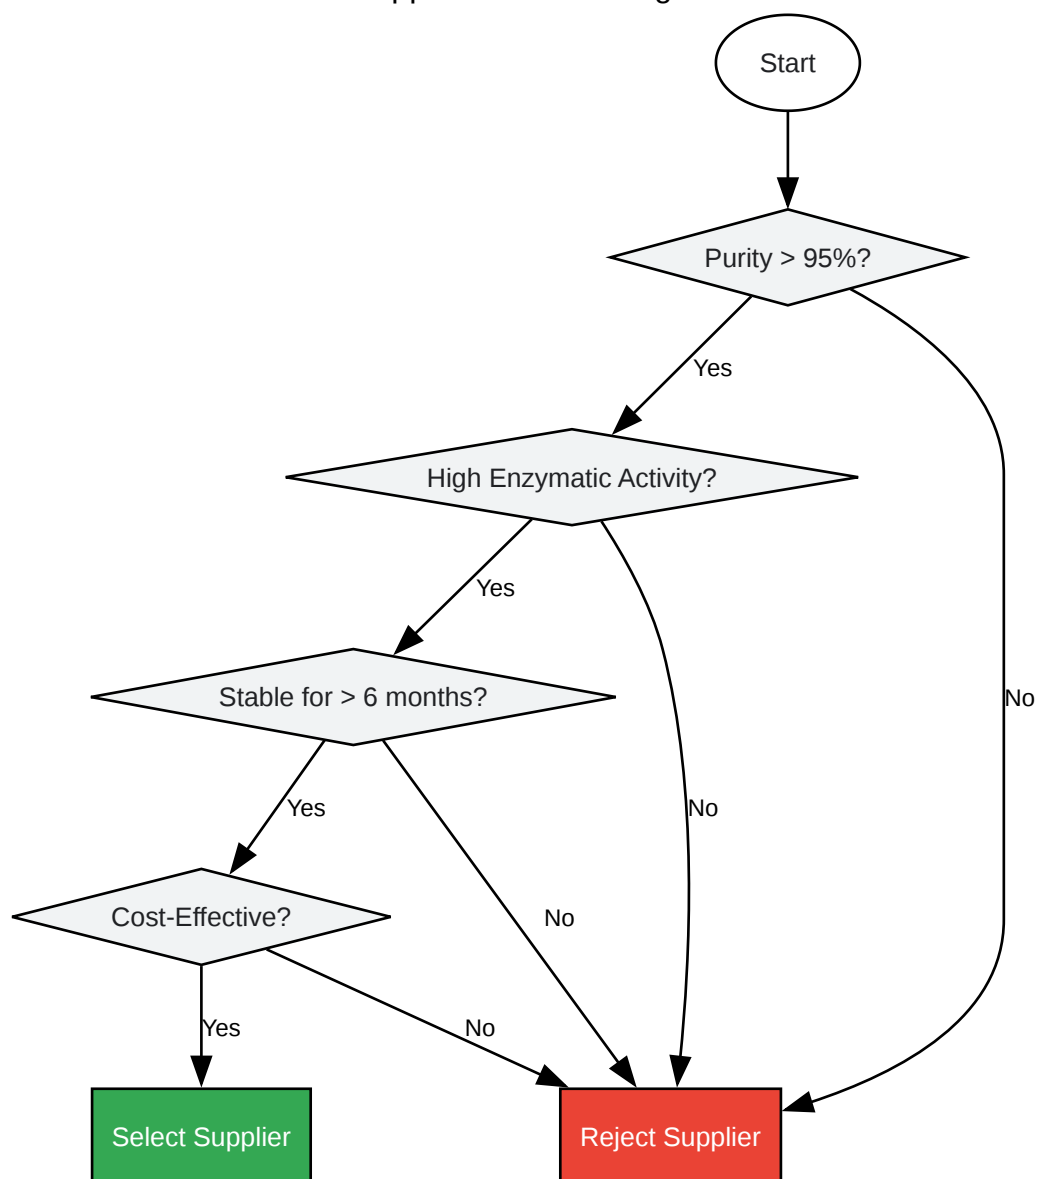 Start
Purity > 95%?
Yes
High Enzymatic Activity?
Yes
Stable for > 6 months?
No
Yes
No
Cost-Effective?
No
Yes
No
Select Supplier
Reject Supplier